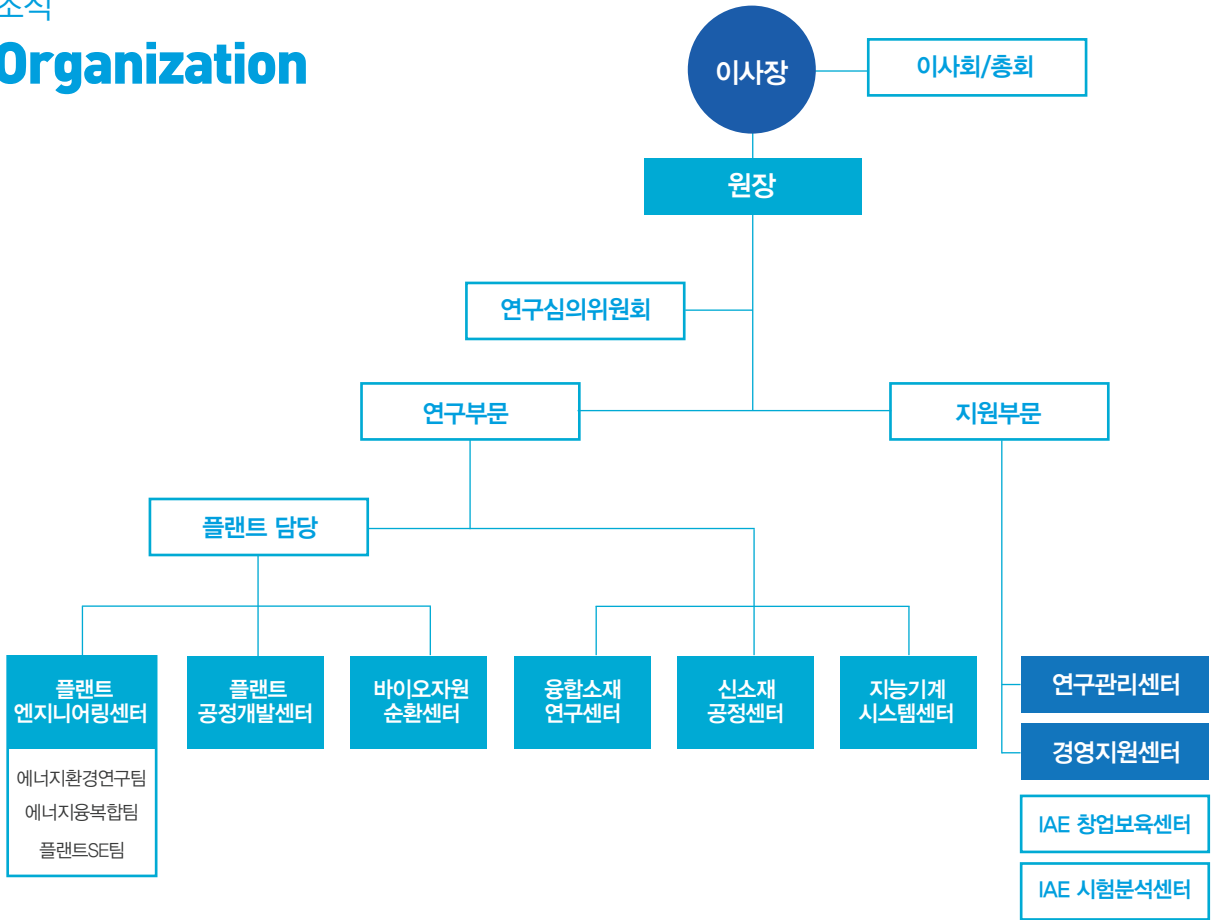 조직
Organization
이사장
이사회/총회
원장
연구심의위원회
연구부문
지원부문
플랜트 담당
플랜트
엔지니어링센터
플랜트
공정개발센터
바이오자원
순환센터
융합소재
연구센터
신소재
공정센터
지능기계
시스템센터
에너지환경연구팀
에너지융복합팀
플랜트SE팀
연구관리센터
경영지원센터
IAE 창업보육센터
IAE 시험분석센터